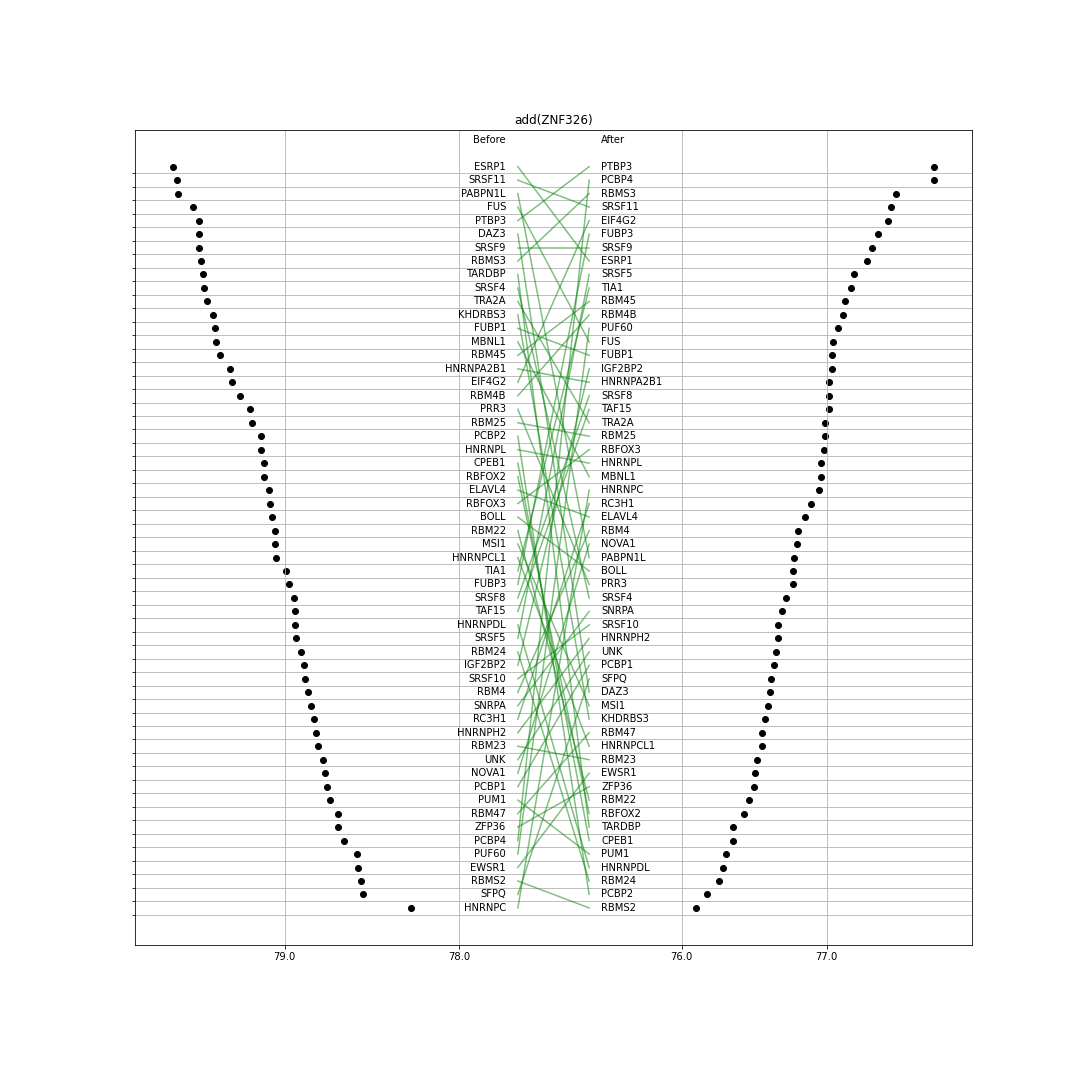 add(ZNF326)
Before After
ESRP1 PTBP3
SRSF11 PCBP4
PABPN1L RBMS3
FUS SRSF11
PTBP3 EIF4G2
DAZ3 FUBP3
SRSF9 SRSF9
RBMS3 ESRP1
TARDBP SRSF5
SRSF4 TIA1
TRA2A RBM45
KHDRBS3 RBM4B
FUBP1 PUF60
MBNL1 FUS
RBM45 FUBP1
HNRNPA2B1 IGF2BP2
EIF4G2 HNRNPA2B1
RBM4B SRSF8
PRR3 TAF15
RBM25 TRA2A
PCBP2 RBM25
HNRNPL RBFOX3
CPEB1 HNRNPL
RBFOX2 MBNL1
ELAVL4 HNRNPC
RBFOX3 RC3H1
BOLL ELAVL4
RBM22 RBM4
MSI1 NOVA1
HNRNPCL1 PABPN1L
TIA1 BOLL
FUBP3 PRR3
SRSF8 SRSF4
TAF15 SNRPA
HNRNPDL SRSF10
SRSF5 HNRNPH2
RBM24 UNK
IGF2BP2 PCBP1
SRSF10 SFPQ
RBM4 DAZ3
SNRPA MSI1
RC3H1 KHDRBS3
HNRNPH2 RBM47
RBM23 HNRNPCL1
UNK RBM23
NOVA1 EWSR1
PCBP1 ZFP36
PUM1 RBM22
RBM47 RBFOX2
ZFP36 TARDBP
PCBP4 CPEB1
PUF60 PUM1
EWSR1 HNRNPDL
RBMS2 RBM24
SFPQ PCBP2
HNRNPC RBMS2
79.0 78.0 76.0 77.0